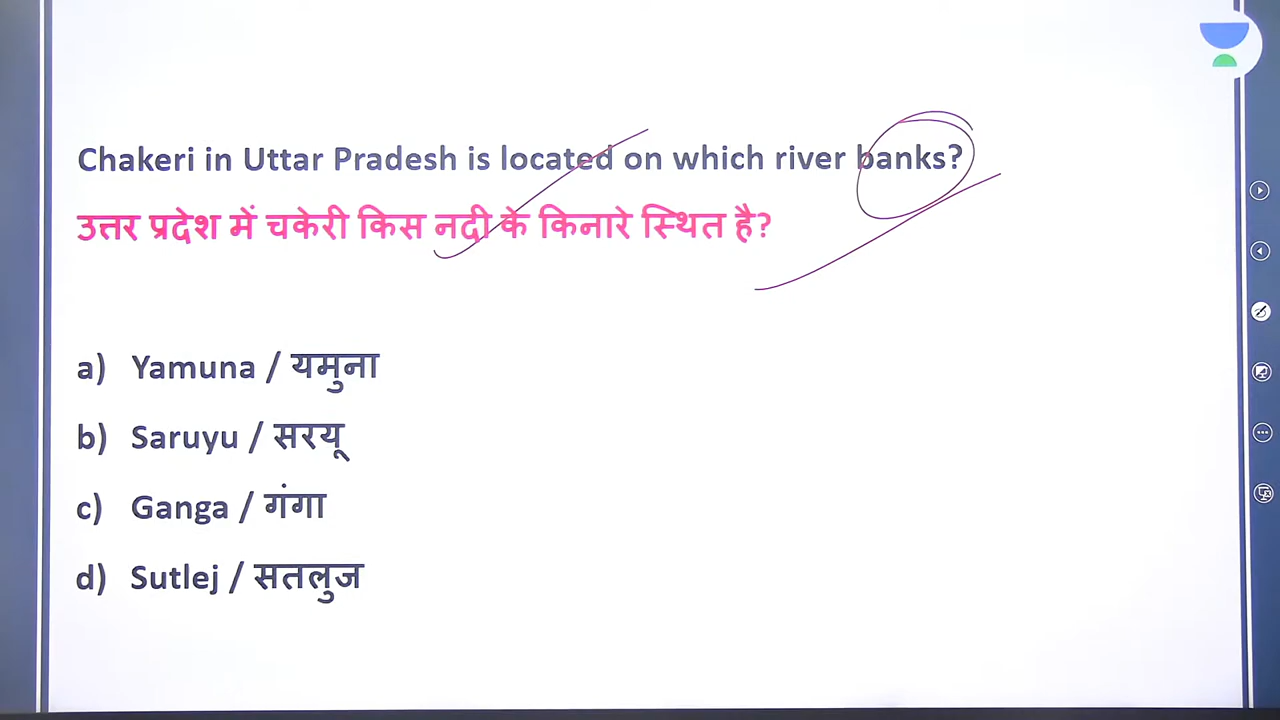 Chakeri in Uttar Pradesh is located on which river banks?
उत्तर प्रदेश में चकेरी किस नदी के किनारे स्थित है?
a) Yamuna / यमुना
b) Saruyu / सरयू
c) Ganga / गंगा
d) Sutlej / सतलुज